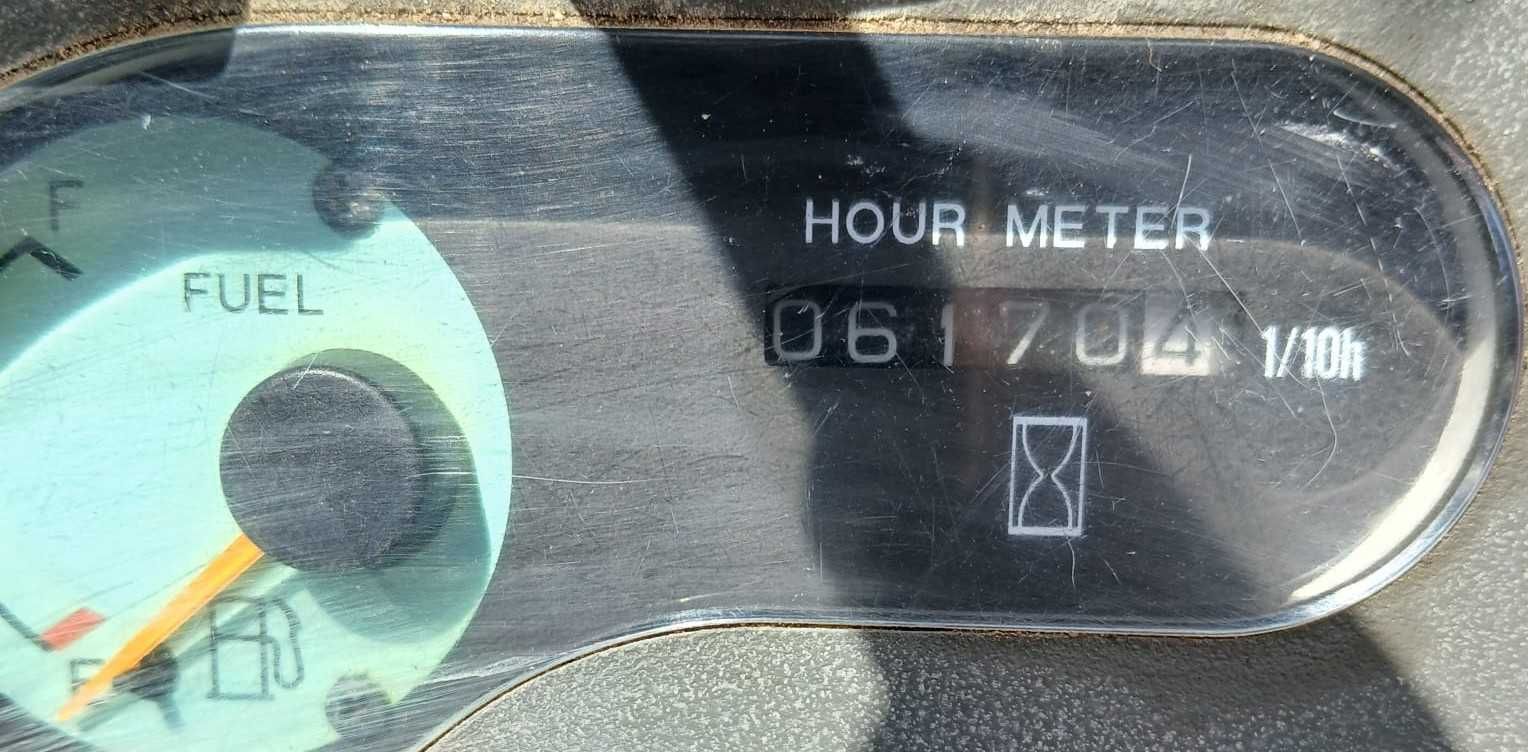 F
FUEL
E
HOUR METER
061704 1/10h